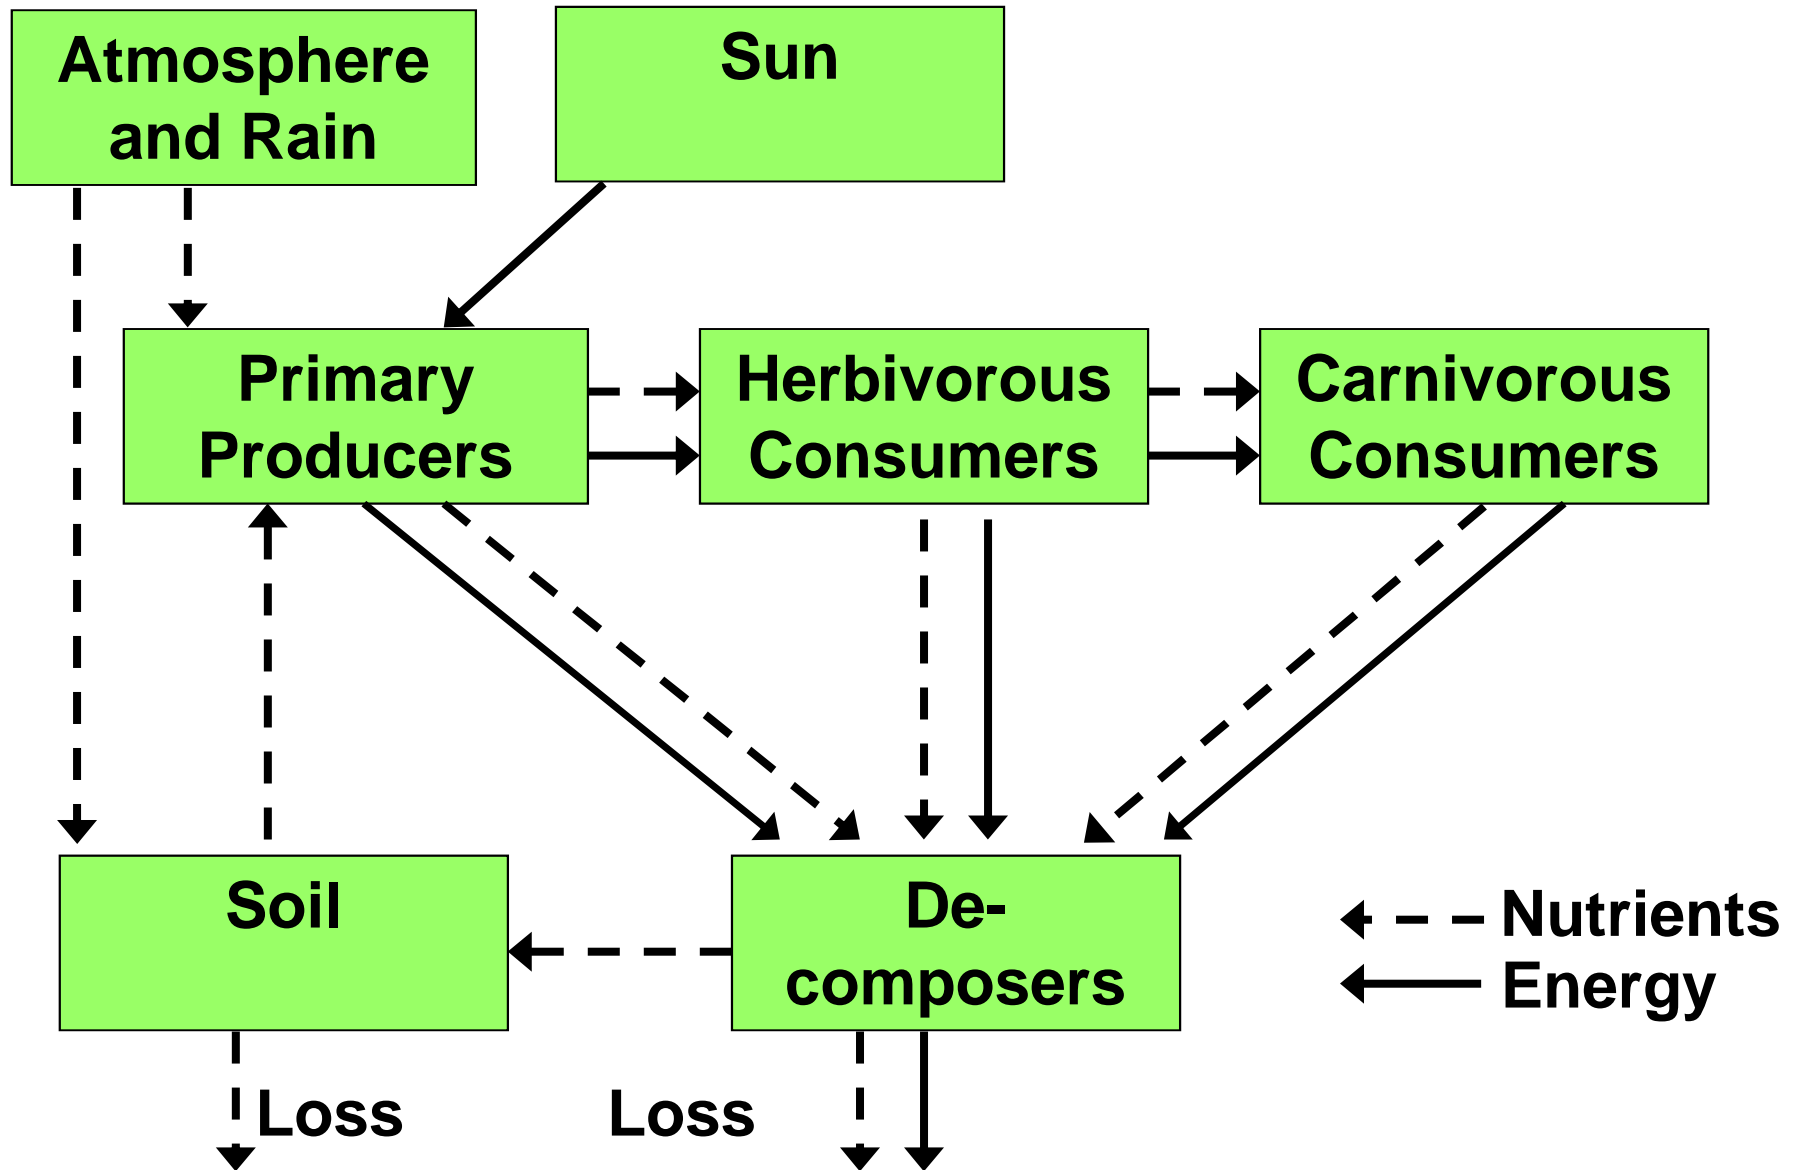 Atmosphere
and Rain
Sun
Primary
Producers
Herbivorous
Consumers
Carnivorous
Consumers
Soil
De-
composers
Nutrients
Energy
Loss
Loss